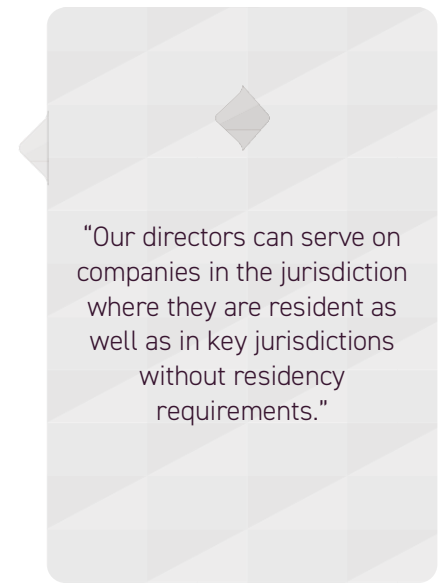 “Our directors can serve on
companies in the jurisdiction
where they are resident as
well as in key jurisdictions
without residency
requirements.”